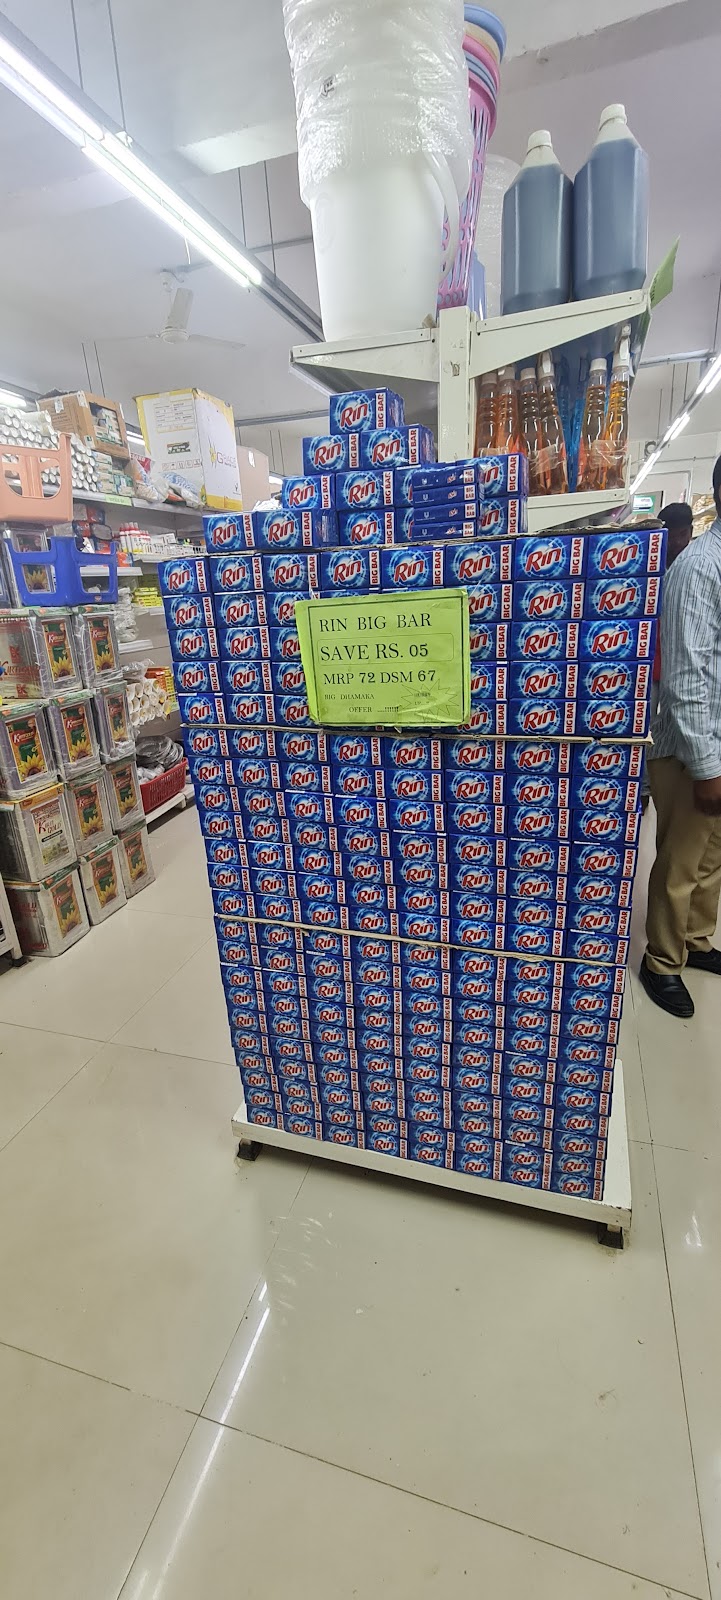 Rin BIG BAR
RIN BIG BAR
SAVE RS. 05
MRP 72 DSM 67
BIG DHAMAKA
OFFER ...!!!!!!